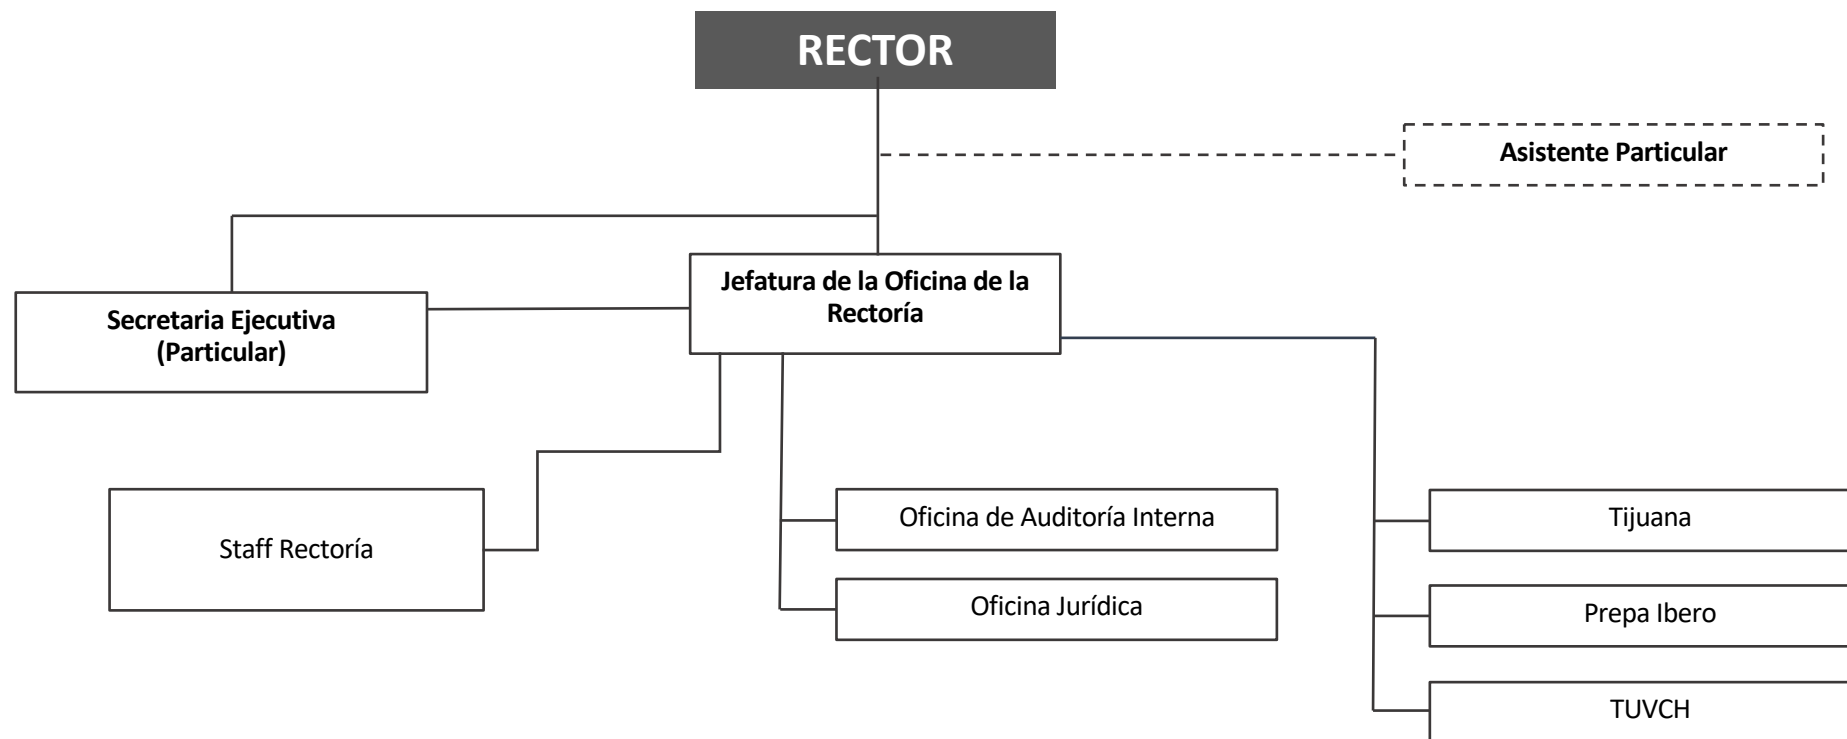 RECTOR
Asistente Particular
Jefatura de la Oficina de la
Rectoría
Secretaria Ejecutiva
(Particular)
Staff Rectoría
Oficina de Auditoría Interna
Oficina Jurídica
Tijuana
Prepa Ibero
TUVCH